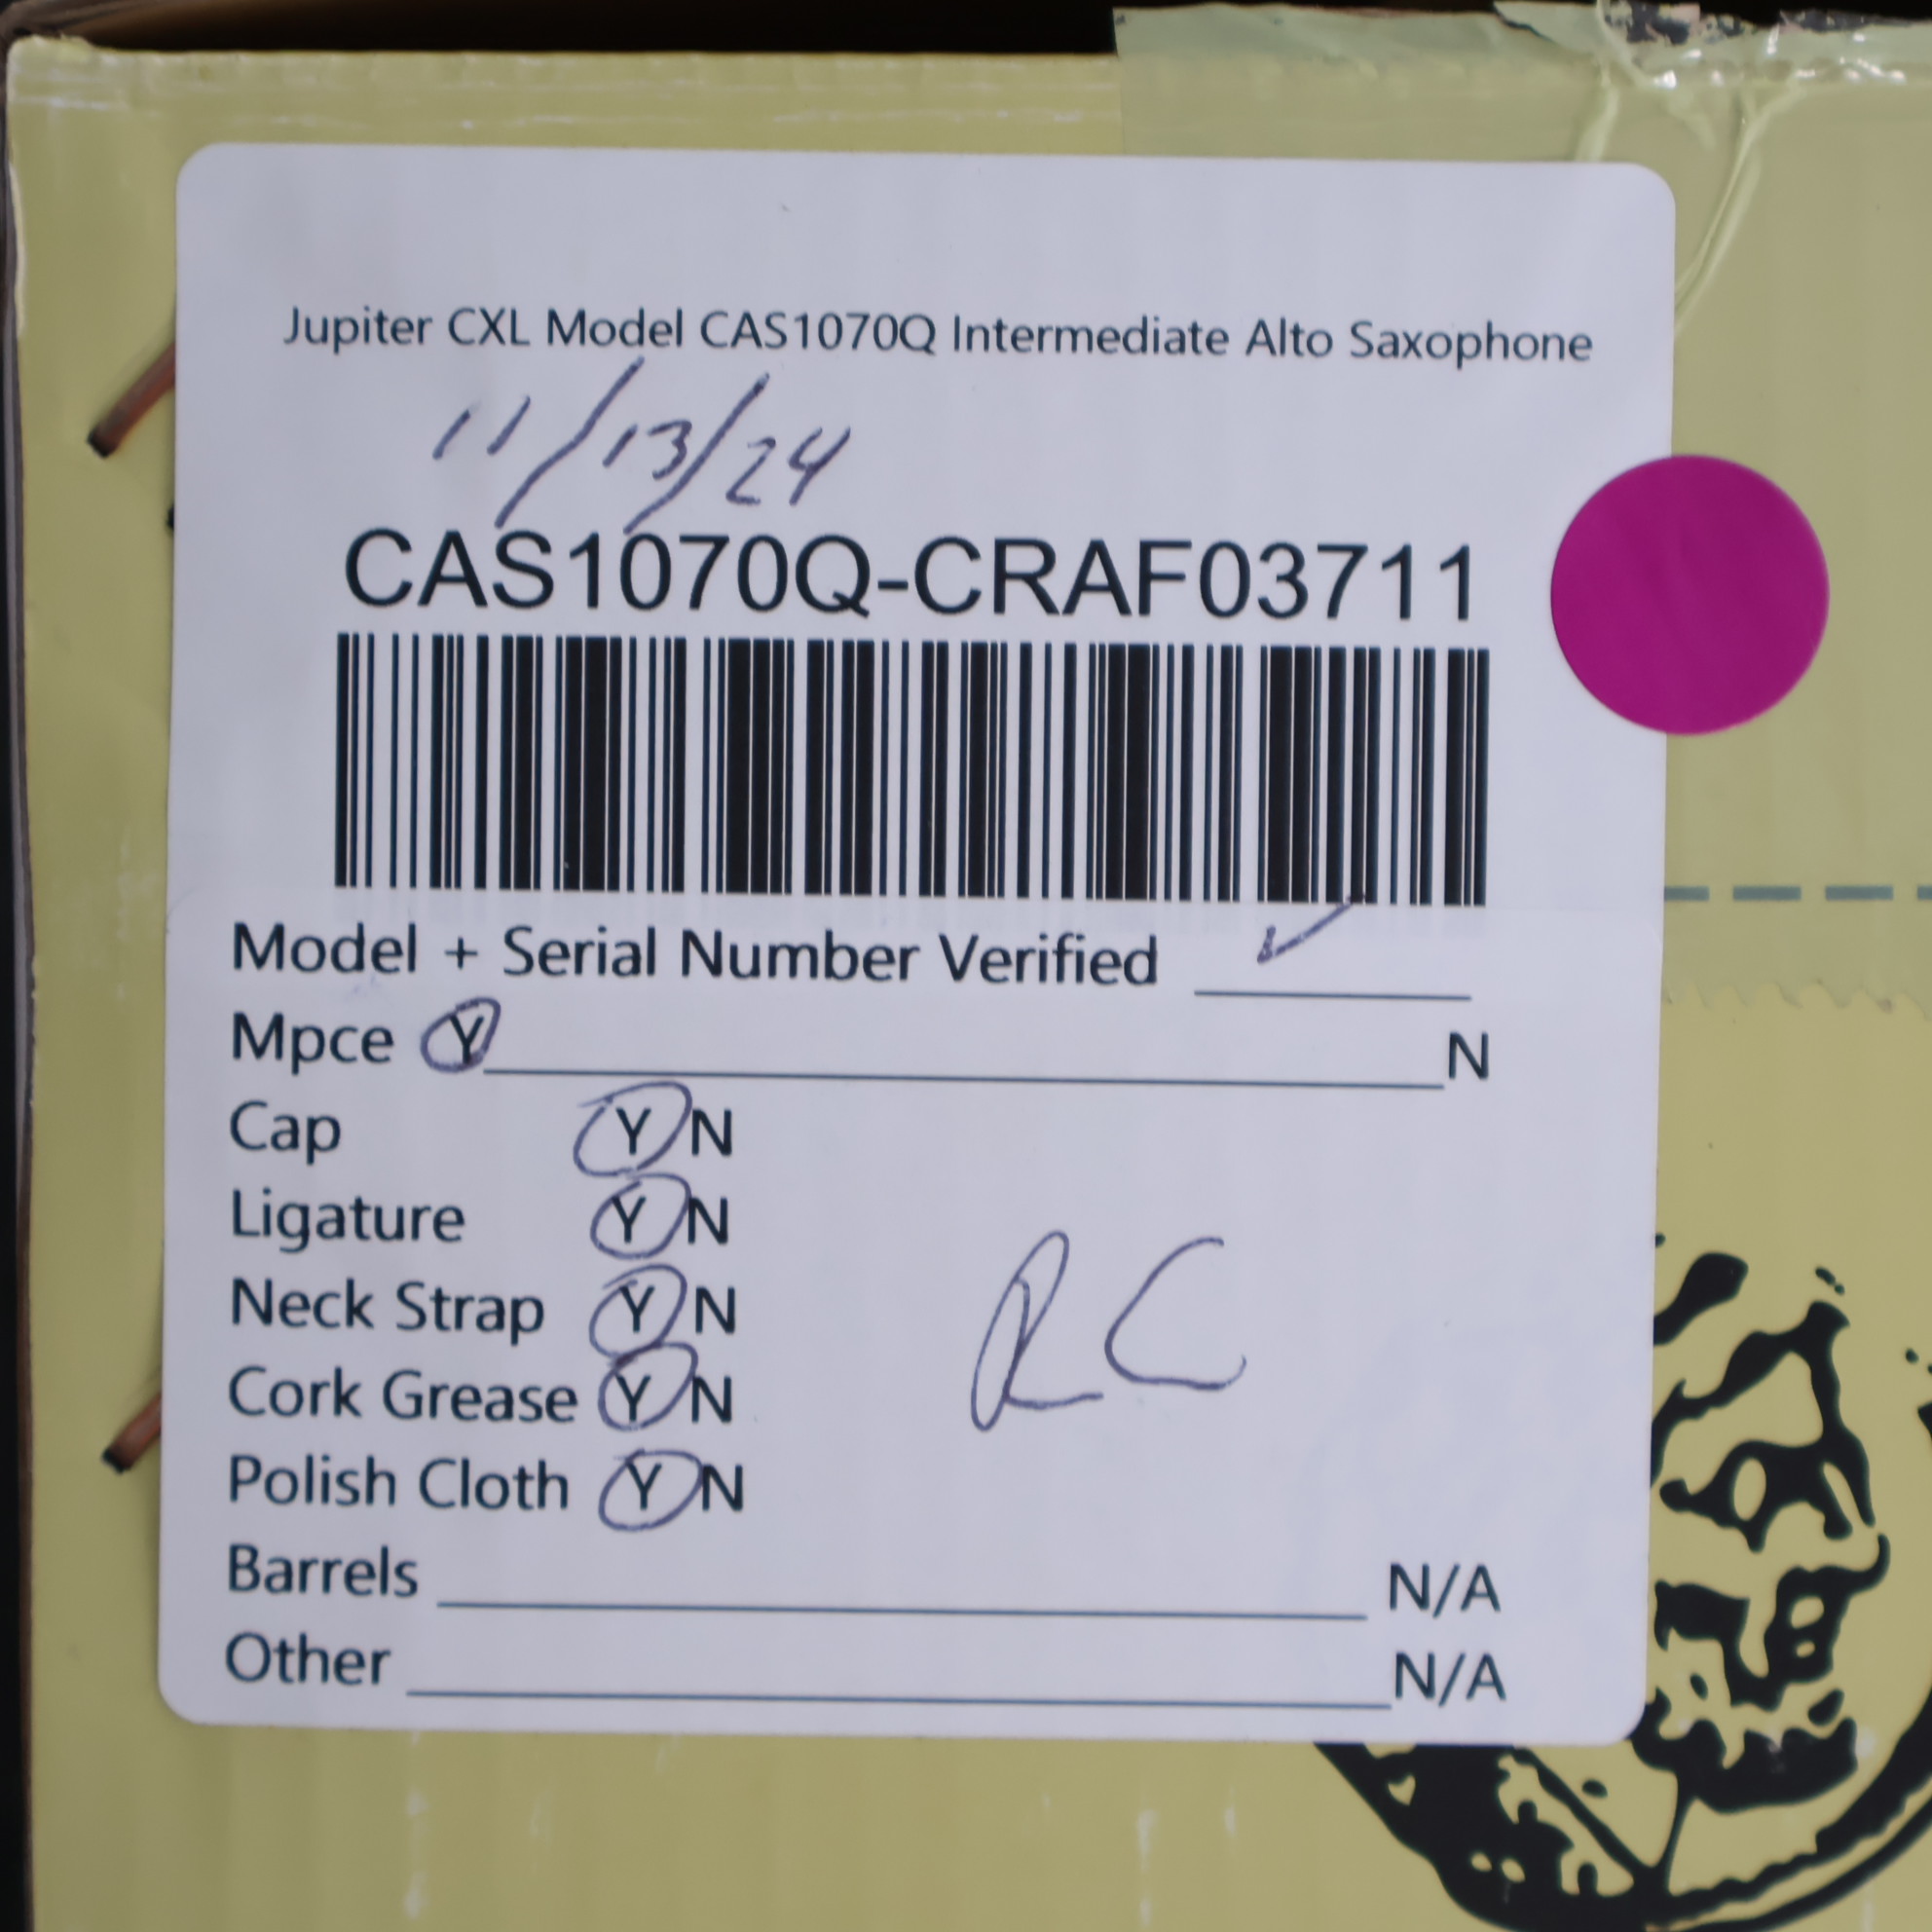 Jupiter CXL Model CAS1070Q Intermediate Alto Saxophone
11/13/24
CAS1070Q-CRAF03711
Model + Serial Number Verified ✓
Mpce Y N
Cap Y N
Ligature Y N
Neck Strap Y N
RC
Cork Grease Y N
Polish Cloth Y N
Barrels N/A
Other N/A